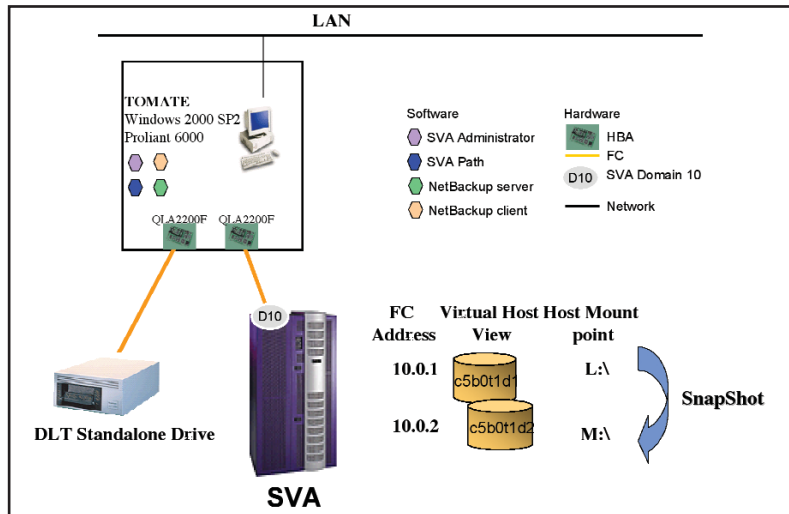 LAN
TOMATE
Windows 2000 SP2
Proliant 6000
QLA2200F QLA2200F
Software
SVA Administrator
SVA Path
NetBackup server
NetBackup client
Hardware
HBA
FC
D10 SVA Domain 10
Network
D10
DLT Standalone Drive
SVA
FC Virtual Host Host Mount
Address View point
10.0.1 c5b0t1d1 L:\
10.0.2 c5b0t1d2 M:\
SnapShot